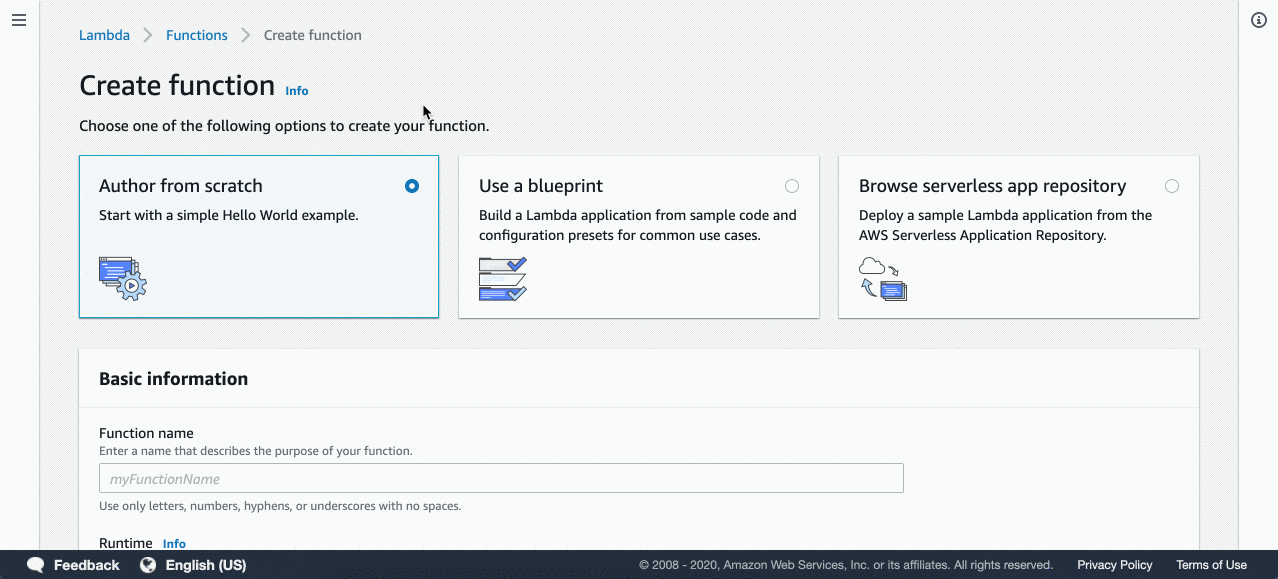 Lambda > Functions > Create function
Create function Info
Choose one of the following options to create your function.
Author from scratch
Start with a simple Hello World example.
Use a blueprint
Build a Lambda application from sample code and
configuration presets for common use cases.
Browse serverless app repository
Deploy a sample Lambda application from the
AWS Serverless Application Repository.
Basic information
Function name
Enter a name that describes the purpose of your function.
myFunctionName
Use only letters, numbers, hyphens, or underscores with no spaces.
Runtime Info
Feedback English (US) © 2008 - 2020, Amazon Web Services, Inc. or its affiliates. All rights reserved. Privacy Policy Terms of Use